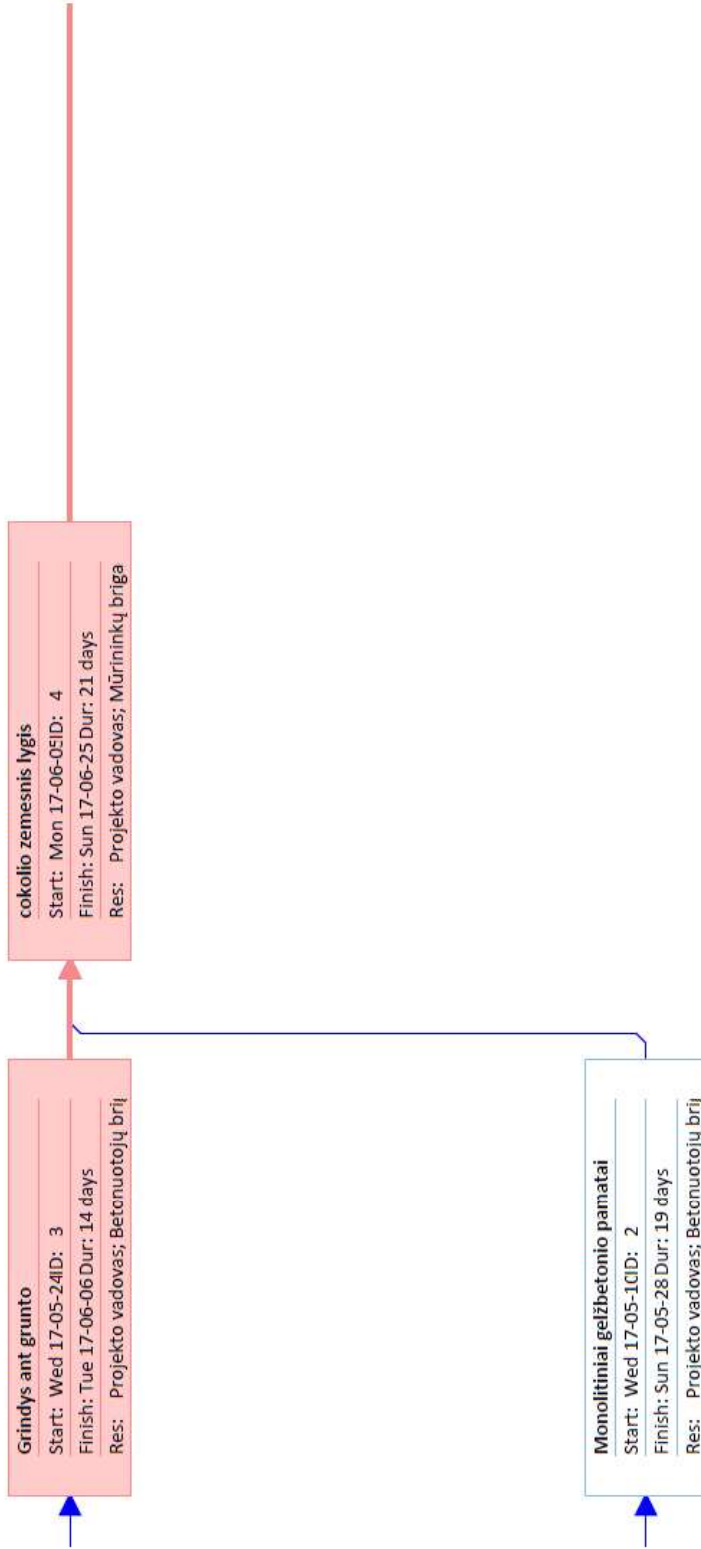 Grindys ant grunto
Start: Wed 17-05-24ID: 3
Finish: Tue 17-06-06 Dur: 14 days
Res: Projekto vadovas; Betonuotojų brig
cokolio zemesnis lygis
Start: Mon 17-06-05ID: 4
Finish: Sun 17-06-25 Dur: 21 days
Res: Projekto vadovas; Mūrininkų briga
Monolitiniai gelžbetonio pamatai
Start: Wed 17-05-10ID: 2
Finish: Sun 17-05-28 Dur: 19 days
Res: Projekto vadovas; Betonuotojų brig